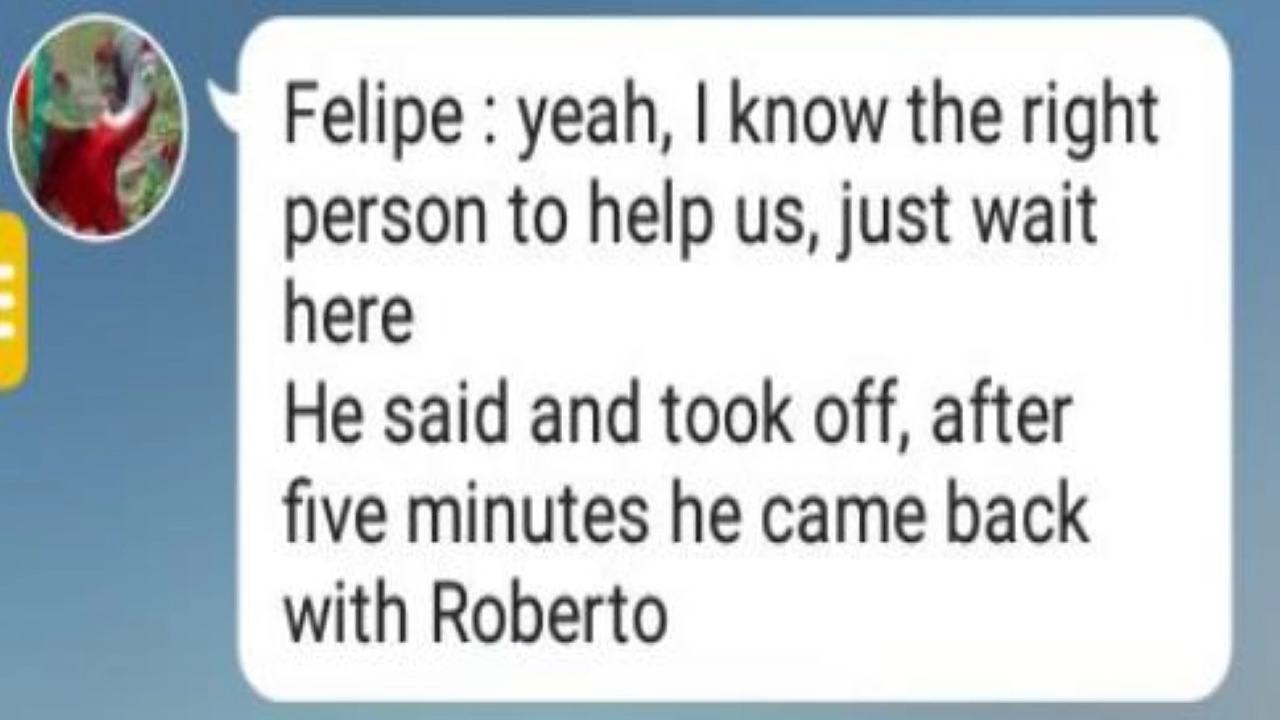 Felipe : yeah, I know the right
person to help us, just wait
here
He said and took off, after
five minutes he came back
with Roberto